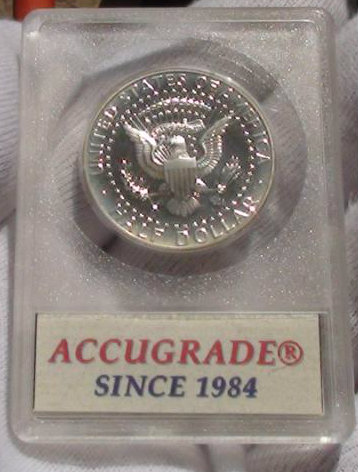 UNITED STATES OF AMERICA
HALF DOLLAR
ACCUGRADE®
SINCE 1984